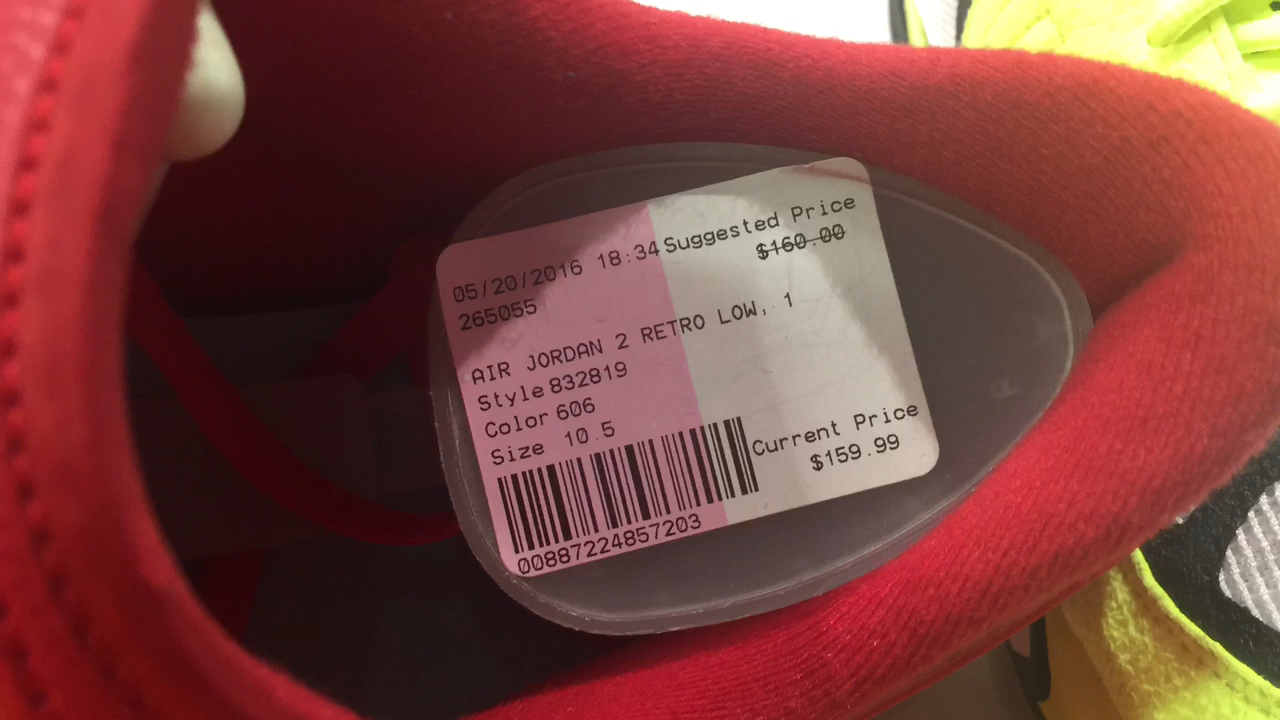 05/20/2016 18:34 Suggested Price
$160.00
265055
AIR JORDAN 2 RETRO LOW, 1
Style 832819
Color 606
Size 10.5
Current Price
$159.99
00887224857203